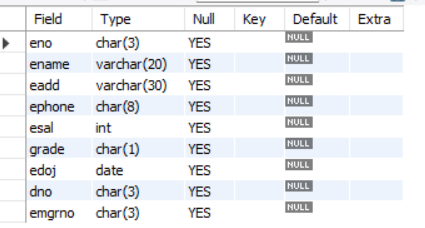 Field Type Null Key Default Extra
eno char(3) YES NULL
ename varchar(20) YES NULL
eadd varchar(30) YES NULL
ephone char(8) YES NULL
esal int YES NULL
grade char(1) YES NULL
edoj date YES NULL
dno char(3) YES NULL
emgrno char(3) YES NULL